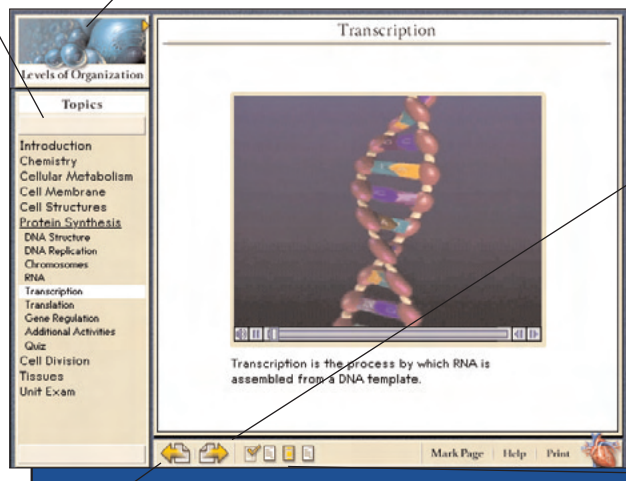 Levels of Organization
Topics
Introduction
Chemistry
Cellular Metabolism
Cell Membrane
Cell Structures
Protein Synthesis
DNA Structure
DNA Replication
Chromosomes
RNA
Transcription
Translation
Gene Regulation
Additional Activities
Quiz
Cell Division
Tissues
Unit Exam
Transcription
Transcription is the process by which RNA is
assembled from a DNA template.
Mark Page Help Print